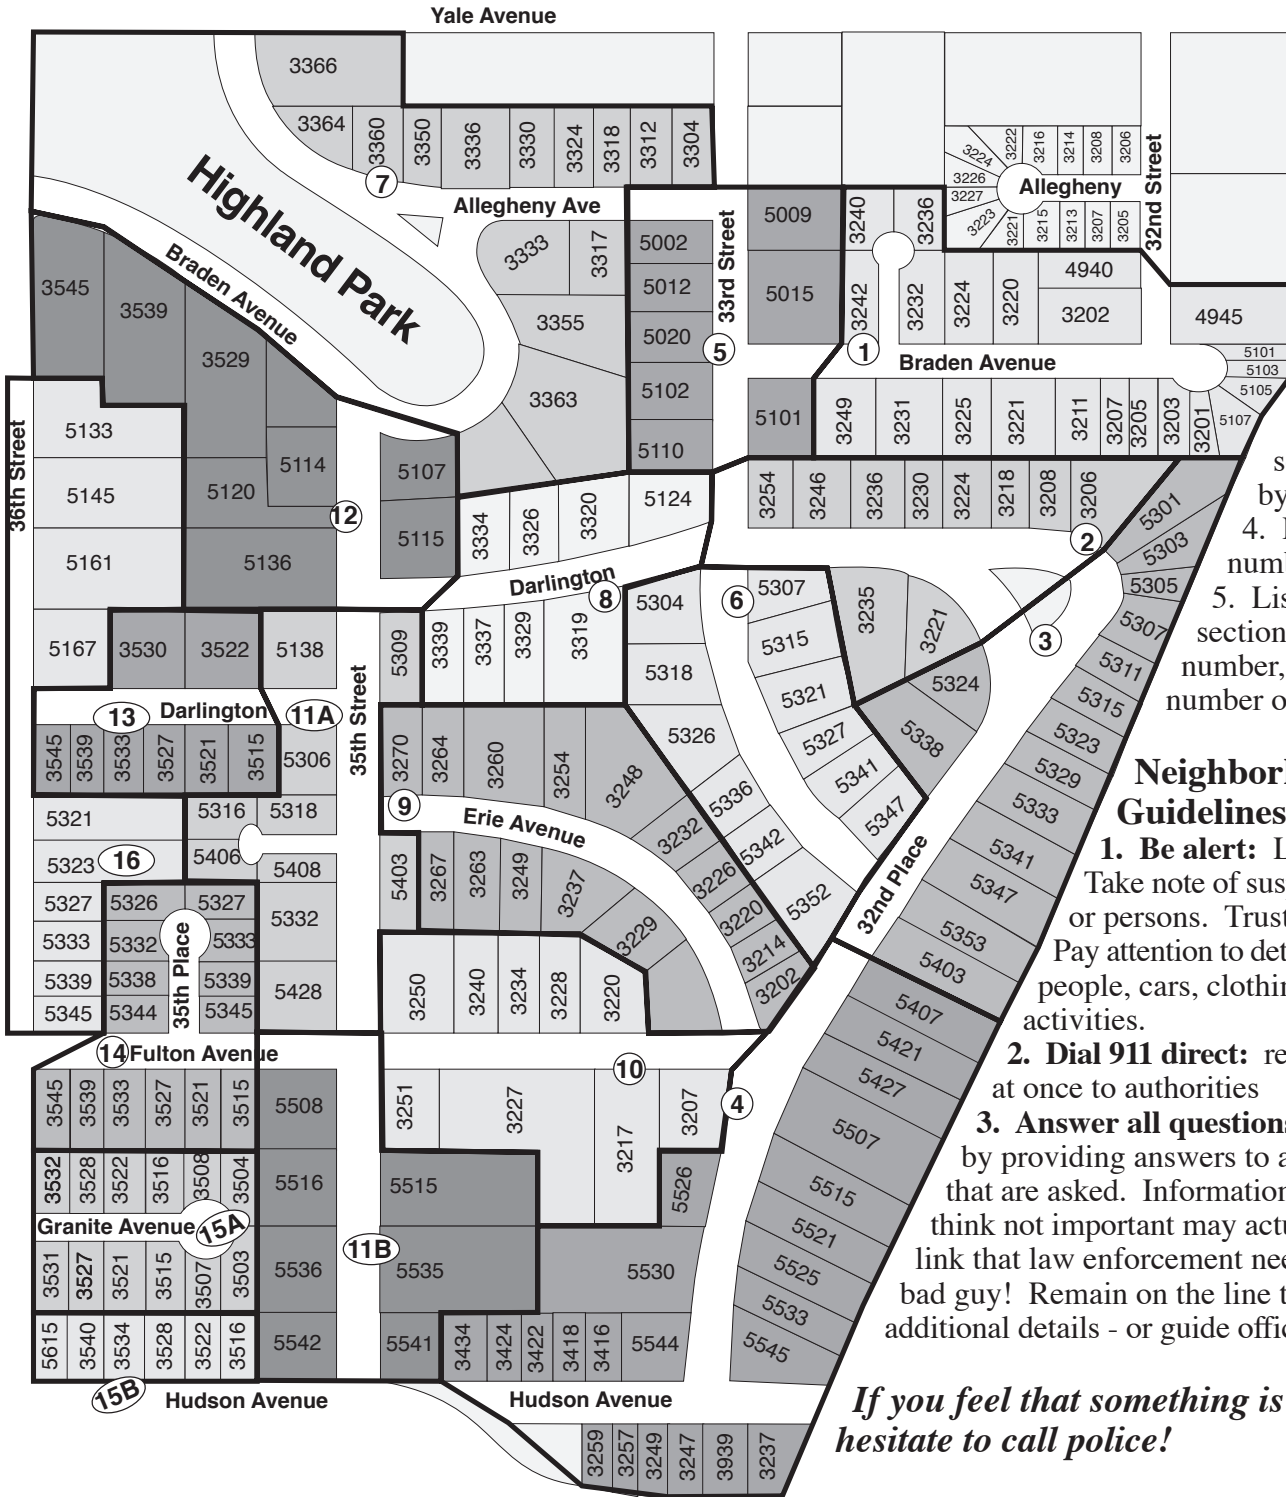 Yale Avenue
3366
3364 3360 3350 3336 3330 3324 3318 3312 3304
7
Highland Park
Allegheny Ave
3333 3317
3355
3363
Braden Avenue
3545 3539 3529
5114
5120
5136
12
5107
5115
33rd Street
5002
5012
5020
5102
5110
5
5009
5015
5101
3240 3236
3242 3232 3224 3220
4940
3202
1
Braden Avenue
3224 3222 3216 3214 3208 3206
3226
3227
3223 3221 3215 3213 3207 3205
Allegheny
32nd Street
4945
5101
5103
5105
5107
3249 3231 3225 3221 3211 3207 3205 3203 3201
36th Street
5133
5145
5161
5167
3334 3326 3320 5124
Darlington
8
3339 3337 3329 3319
3254 3246 3236 3230 3224 3218 3208 3206
2
3235 3221
5304
5318
5326
5336
5342
5352
6
5307
5315
5321
5327
5341
5347
3
5324
5338
5301
5303
5305
5307
5311
5315
5323
5329
5333
5341
5347
5353
5403
32nd Place
3530 3522 5138
5309
Darlington
13
11A
35th Street
3545 3539 3533 3527 3521 3515
5306
5316 5318
5406
5408
5332
5428
5321
5323
16
5327
5333
5339
5345
5326 5327
5332 5333
5338 5339
5344 5345
35th Place
3270 3264 3260 3254 3248
3232
3226
3220
3214
3202
9
Erie Avenue
5403 3267 3263 3249 3237 3229
3250 3240 3234 3228 3220
14
Fulton Avenue
3545 3539 3533 3527 3521 3515
3532 3528 3522 3516 3508 3504
Granite Avenue
15A
3531 3527 3521 3515 3507 3503
5615 3540 3534 3528 3522 3516
15B
Hudson Avenue
5508
5516
5536
5542
11B
5515
5535
5541
10
3251 3227 3217 3207
4
5526
5530
3434 3424 3422 3418 3416 5544
Hudson Avenue
3259 3257 3249 3247 3939 3237
5407
5421
5427
5507
5515
5521
5525
5533
5545
s
by
4. I
numb
5. Lis
section
number,
number o
Neighborh
Guidelines
1. Be alert: L
Take note of sus
or persons. Trust
Pay attention to det
people, cars, clothin
activities.
2. Dial 911 direct: re
at once to authorities
3. Answer all questions
by providing answers to a
that are asked. Information
think not important may actu
link that law enforcement nee
bad guy! Remain on the line t
additional details - or guide offic
If you feel that something is
hesitate to call police!